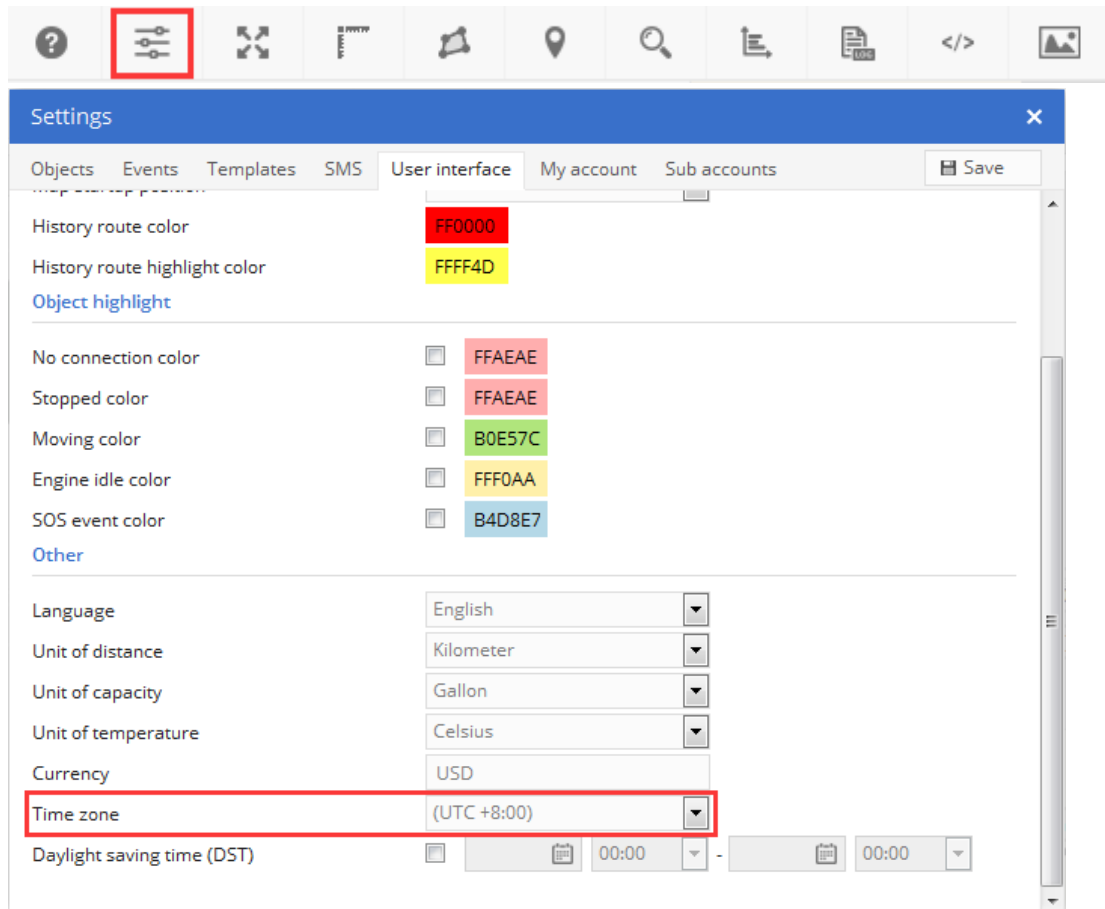 ?
LOG
</>
Settings
Objects Events Templates SMS User interface My account Sub accounts Save
Map startup position
History route color FF0000
History route highlight color FFFF4D
Object highlight
No connection color FFAEAE
Stopped color FFAEAE
Moving color B0E57C
Engine idle color FFF0AA
SOS event color B4D8E7
Other
Language English
Unit of distance Kilometer
Unit of capacity Gallon
Unit of temperature Celsius
Currency USD
Time zone (UTC +8:00)
Daylight saving time (DST) 00:00 - 00:00